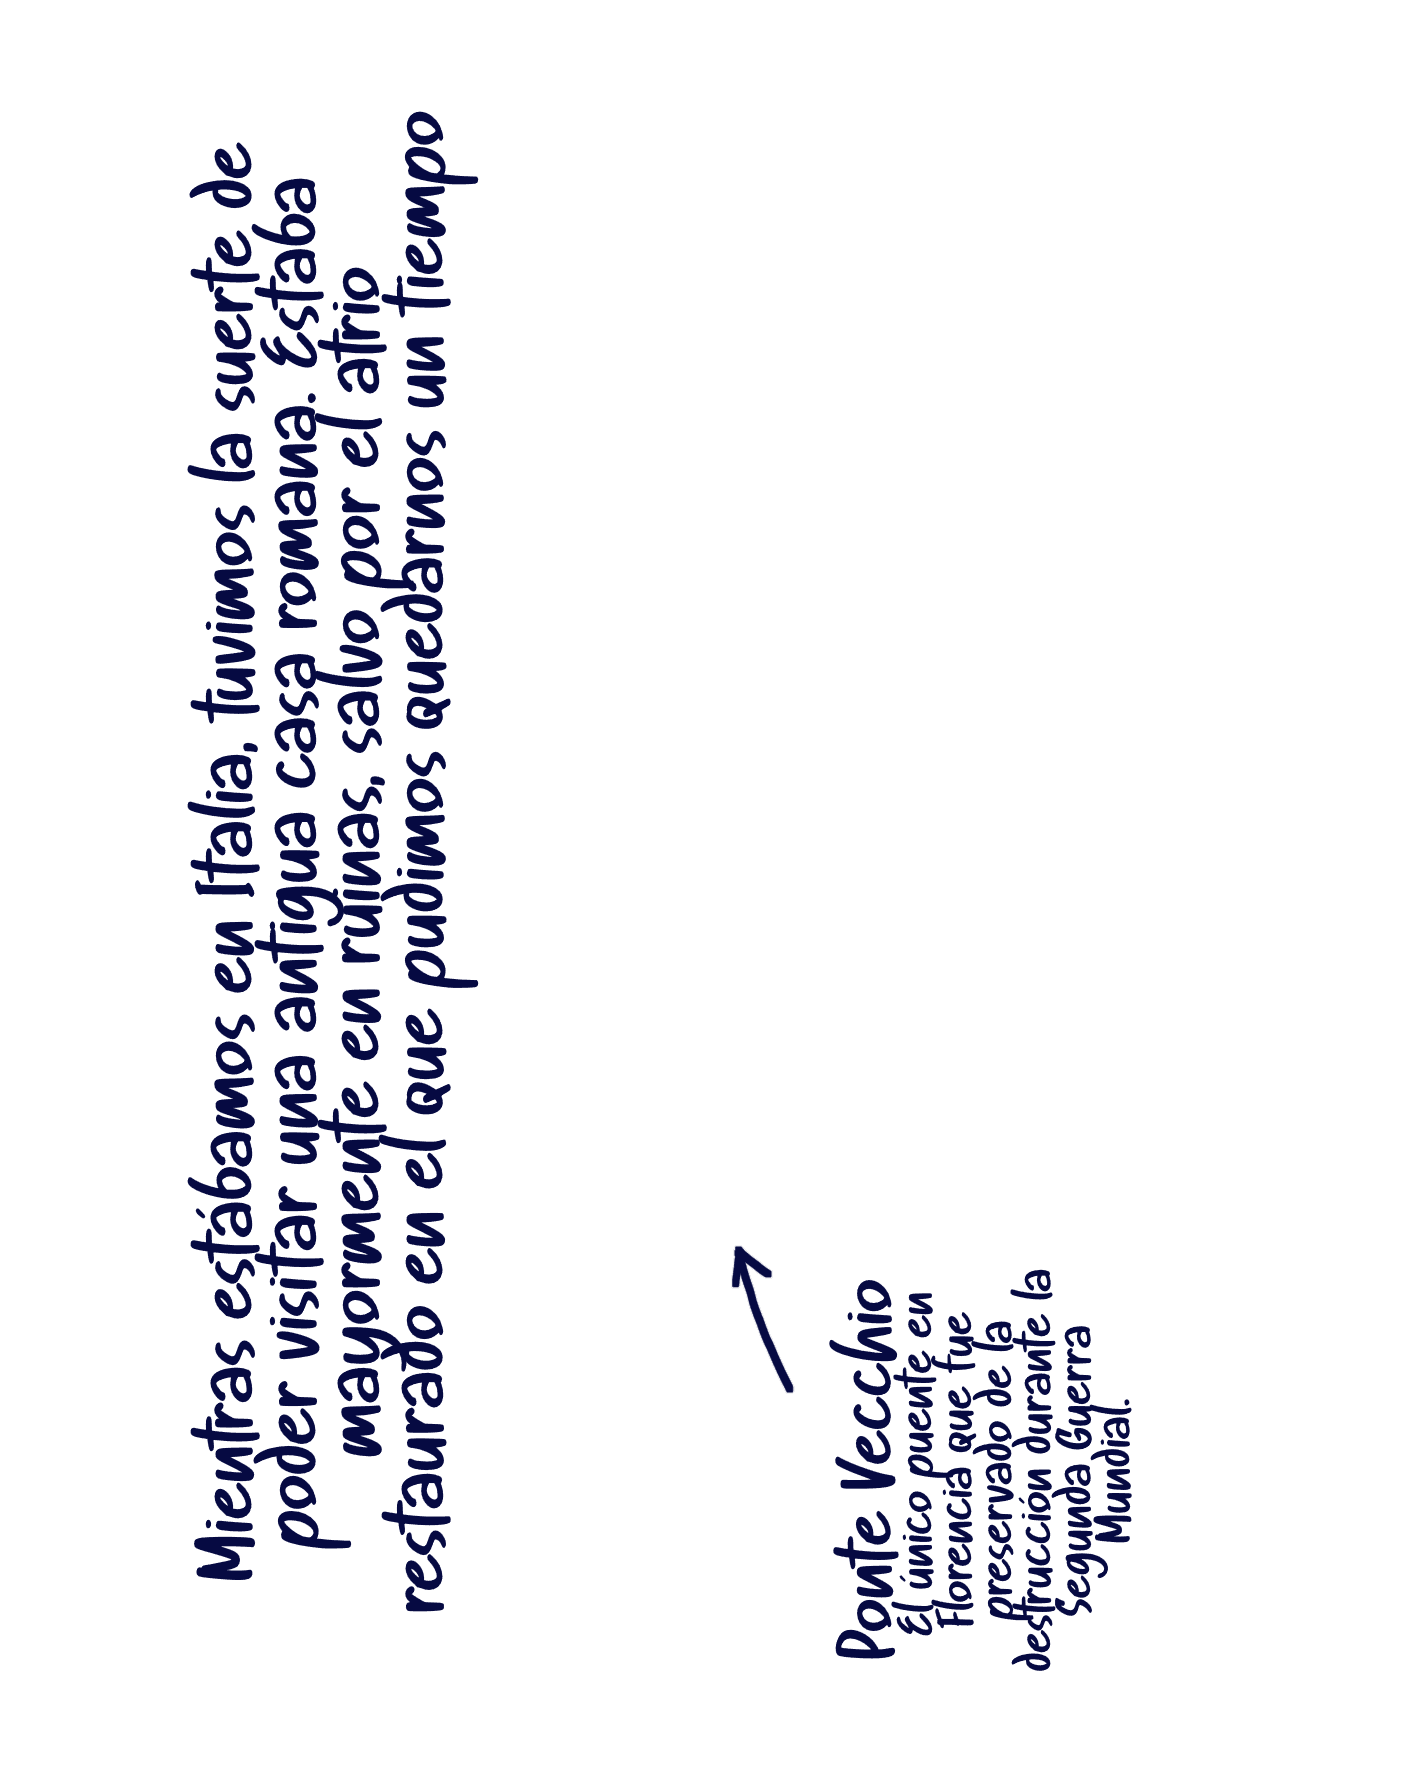 Mientras estábamos en Italia, tuvimos la suerte de
poder visitar una antigua casa romana. Estaba
mayormente en ruinas, salvo por el atrio
restaurado en el que pudimos quedarnos un tiempo
Ponte Vecchio
El único puente en
Florencia que fue
preservado de la
destrucción durante la
Segunda Guerra
Mundial.